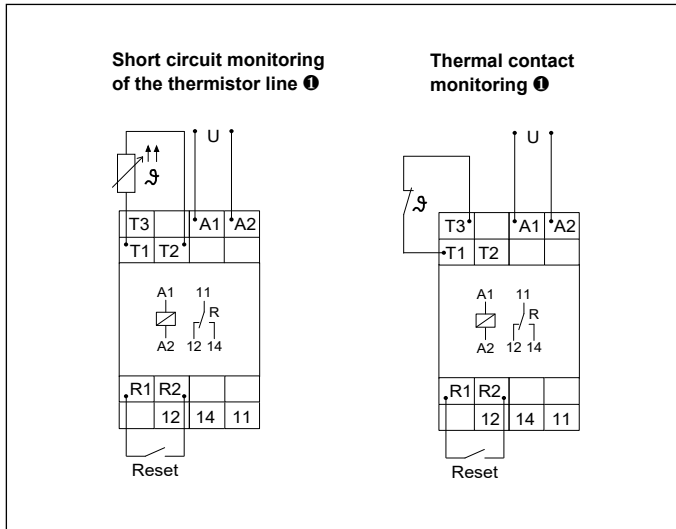 Short circuit monitoring
of the thermistor line ❶
U
ϑ
T3 A1 A2
T1 T2
A1 11
R
A2 12 14
R1 R2
12 14 11
Reset
Thermal contact
monitoring ❶
U
ϑ
T3 A1 A2
T1 T2
A1 11
R
A2 12 14
R1 R2
12 14 11
Reset